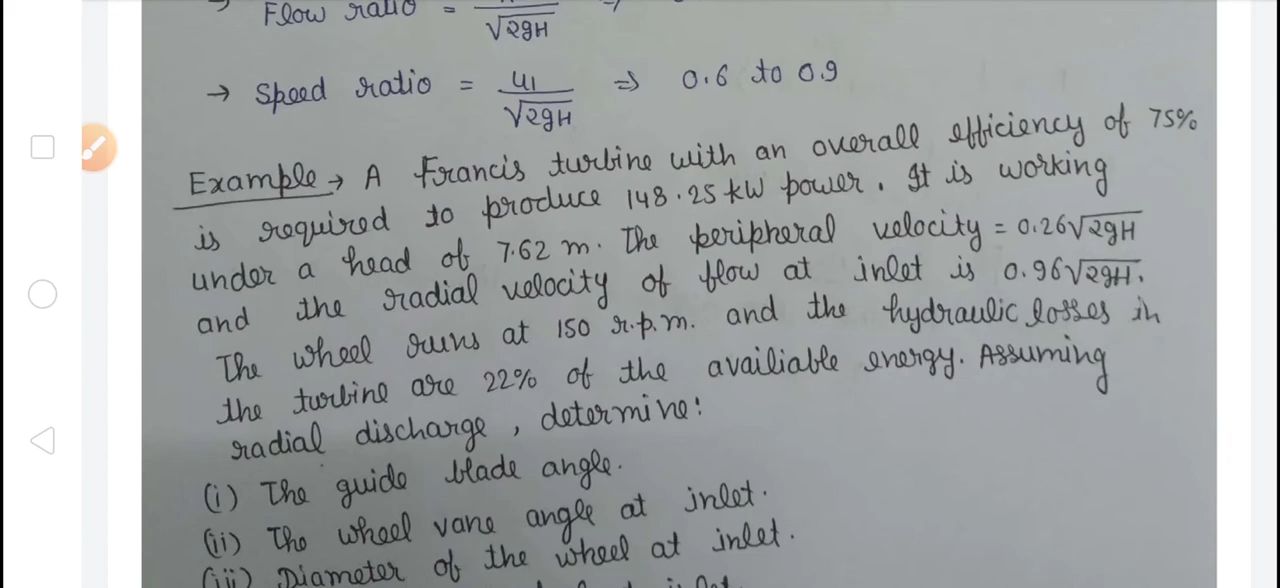 → Flow ratio = / √2gH ⇒
→ Speed ratio = u1 / √2gH ⇒ 0.6 to 0.9
Example → A Francis turbine with an overall efficiency of 75%
is required to produce 148.25 kW power. It is working
under a head of 7.62 m. The peripheral velocity = 0.26√2gH
and the radial velocity of flow at inlet is 0.96√2gH.
The wheel runs at 150 r.p.m. and the hydraulic losses in
the turbine are 22% of the availiable energy. Assuming
radial discharge, determine:
(i) The guide blade angle.
(ii) The wheel vane angle at inlet.
(iii) Diameter of the wheel at inlet.